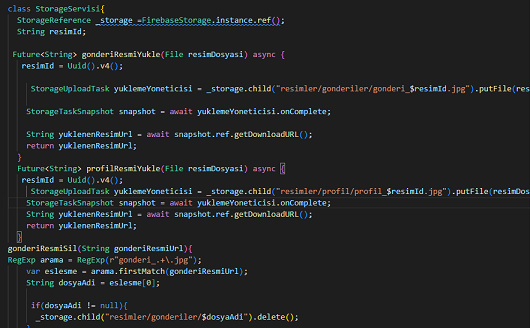 class StorageServisi{
StorageReference _storage =FirebaseStorage.instance.ref();
String resimId;
Future<String> gonderiResmiYukle(File resimDosyasi) async {
resimId = Uuid().v4();
StorageUploadTask yuklemeYoneticisi = _storage.child("resimler/gonderiler/gonderi_$resimId.jpg").putFile(res
StorageTaskSnapshot snapshot = await yuklemeYoneticisi.onComplete;
String yuklenenResimUrl = await snapshot.ref.getDownloadURL();
return yuklenenResimUrl;
}
Future<String> profilResmiYukle(File resimDosyasi) async {
resimId = Uuid().v4();
StorageUploadTask yuklemeYoneticisi = _storage.child("resimler/profil/profil_$resimId.jpg").putFile(resimDos
StorageTaskSnapshot snapshot = await yuklemeYoneticisi.onComplete;
String yuklenenResimUrl = await snapshot.ref.getDownloadURL();
return yuklenenResimUrl;
}
gonderiResmiSil(String gonderiResmiUrl){
RegExp arama = RegExp(r"gonderi_.+\.jpg");
var eslesme = arama.firstMatch(gonderiResmiUrl);
String dosyaAdi = eslesme[0];
if(dosyaAdi != null){
_storage.child("resimler/gonderiler/$dosyaAdi").delete();
}